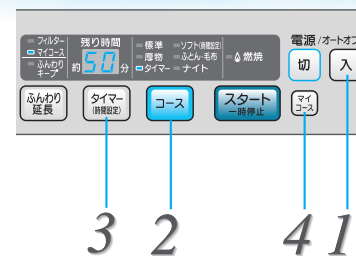 フィルター
マイコース
ふんわり
キープ
残り時間
約50分
標準
厚物
タイマー
ソフト(時間設定)
ふとん・毛布
ナイト
燃焼
電源/オートオフ
切
入
ふんわり
延長
タイマー
(時間設定)
コース
スタート
一時停止
マイ
コース
3
2
4
1